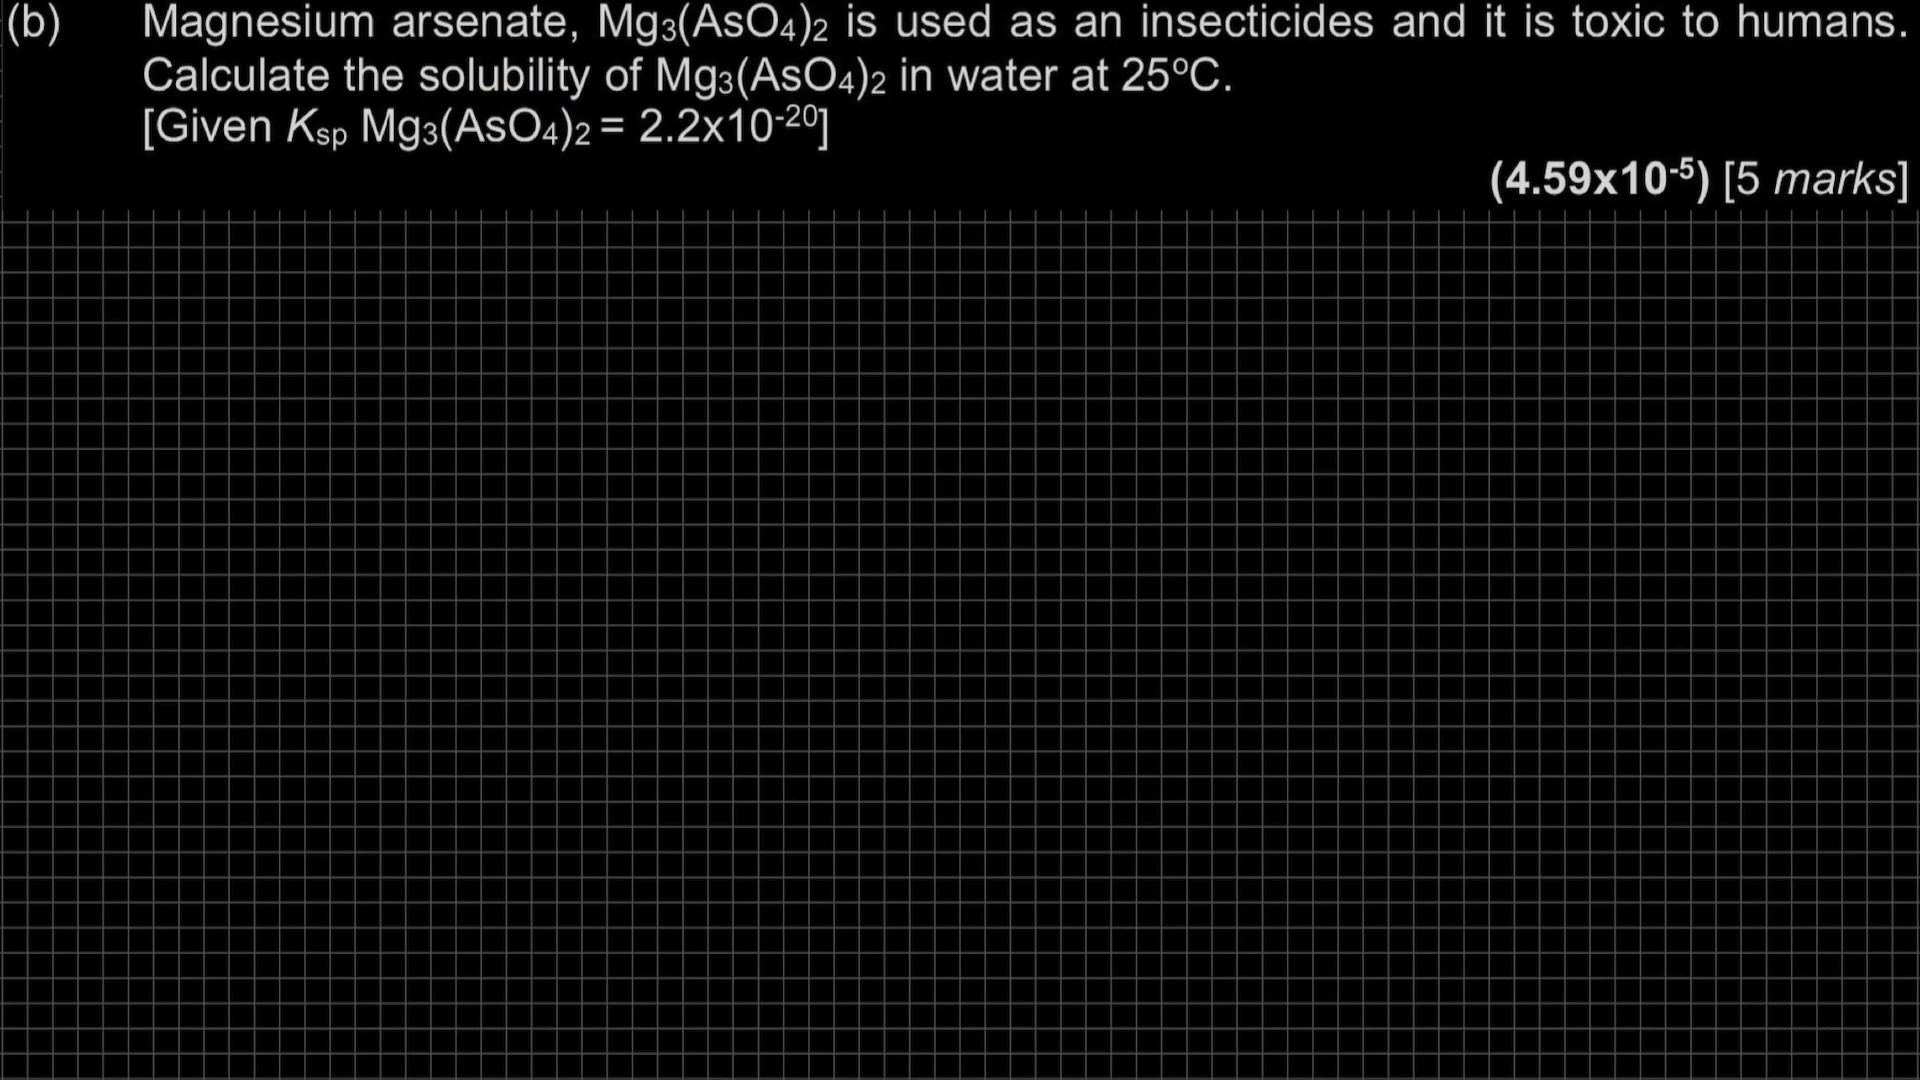 (b) Magnesium arsenate, Mg3(AsO4)2 is used as an insecticides and it is toxic to humans.
Calculate the solubility of Mg3(AsO4)2 in water at 25ºC.
[Given Ksp Mg3(AsO4)2 = 2.2x10-20]
(4.59x10-5) [5 marks]